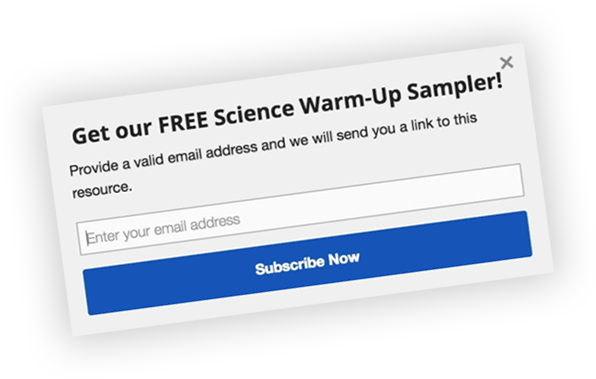 Get our FREE Science Warm-Up Sampler!
Provide a valid email address and we will send you a link to this
resource.
Enter your email address
Subscribe Now